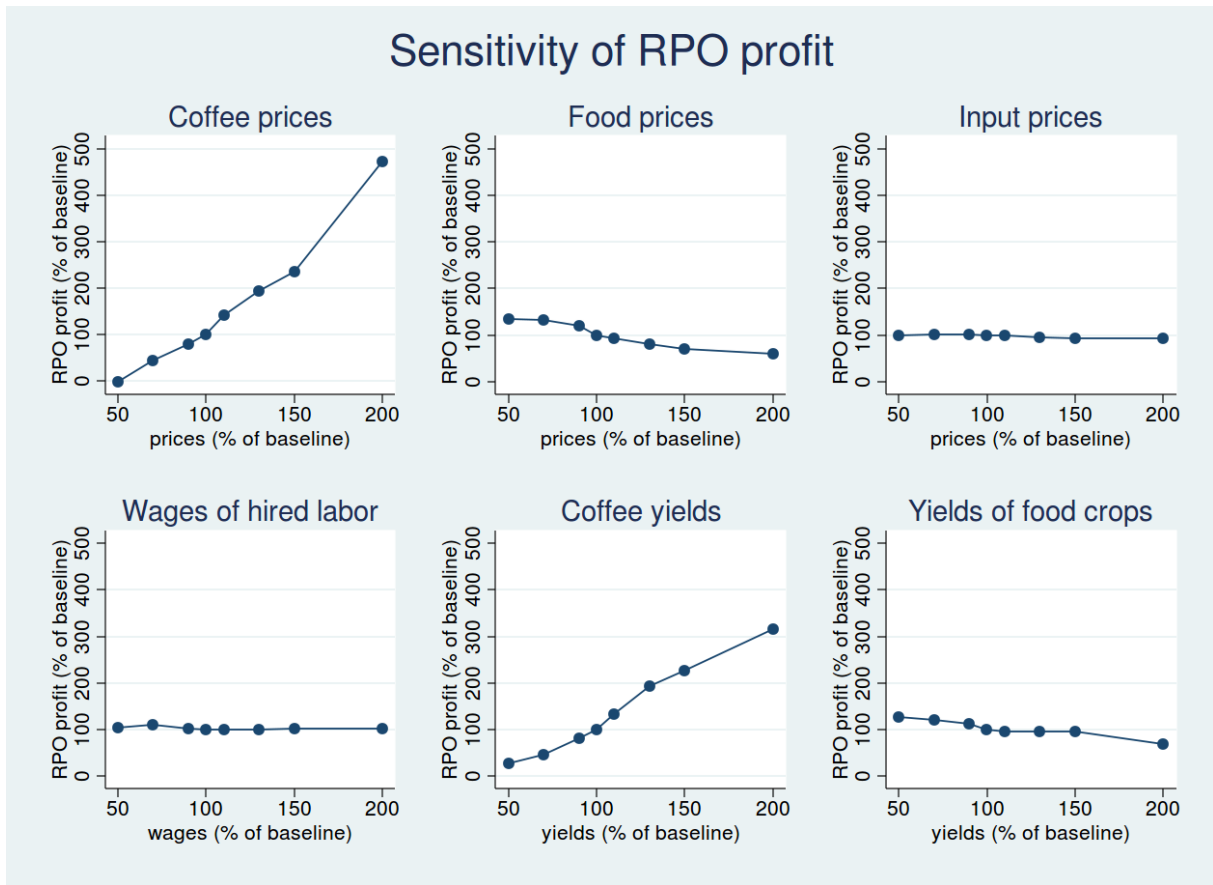 Sensitivity of RPO profit
Coffee prices
RPO profit (% of baseline)
0 100 200 300 400 500
50 100 150 200
prices (% of baseline)
Food prices
RPO profit (% of baseline)
0 100 200 300 400 500
50 100 150 200
prices (% of baseline)
Input prices
RPO profit (% of baseline)
0 100 200 300 400 500
50 100 150 200
prices (% of baseline)
Wages of hired labor
RPO profit (% of baseline)
0 100 200 300 400 500
50 100 150 200
wages (% of baseline)
Coffee yields
RPO profit (% of baseline)
0 100 200 300 400 500
50 100 150 200
yields (% of baseline)
Yields of food crops
RPO profit (% of baseline)
0 100 200 300 400 500
50 100 150 200
yields (% of baseline)